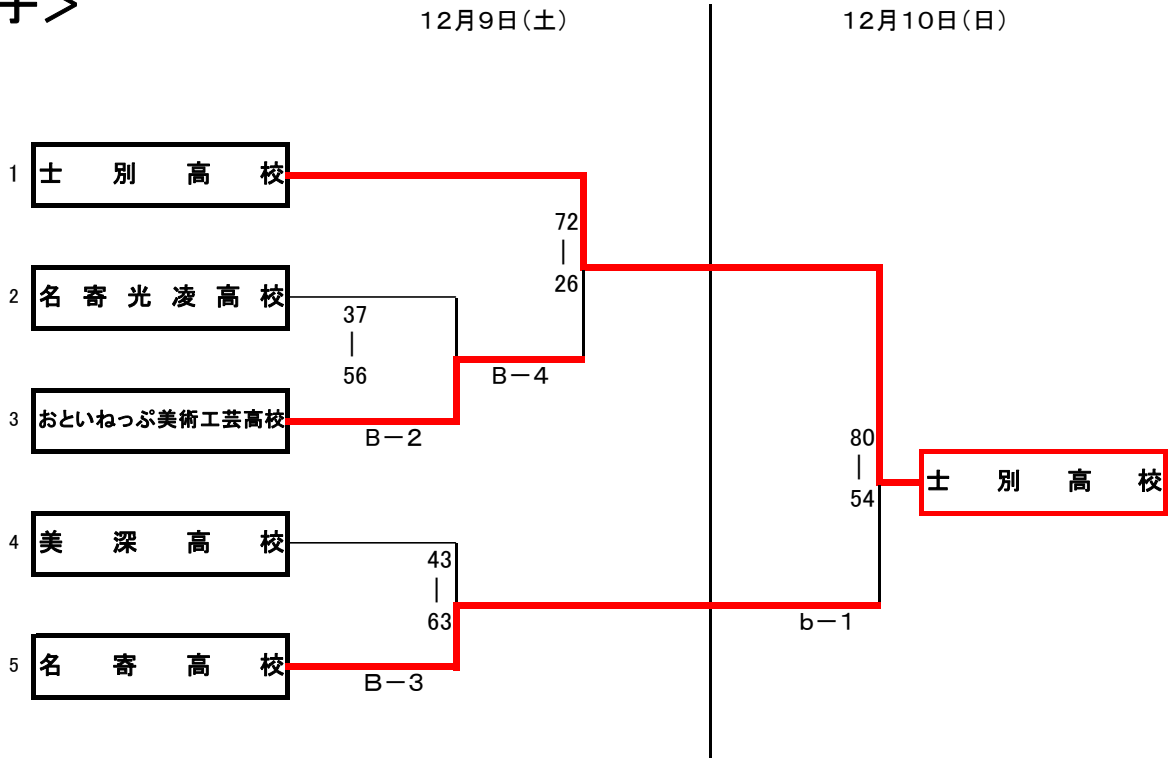 子＞
12月9日（土）
12月10日（日）
1 士別高校
72
|
26
2 名寄光凌高校
37
|
56
B－4
3 おといねっぷ美術工芸高校
B－2
80
|
54
士別高校
4 美深高校
43
|
63
b－1
5 名寄高校
B－3